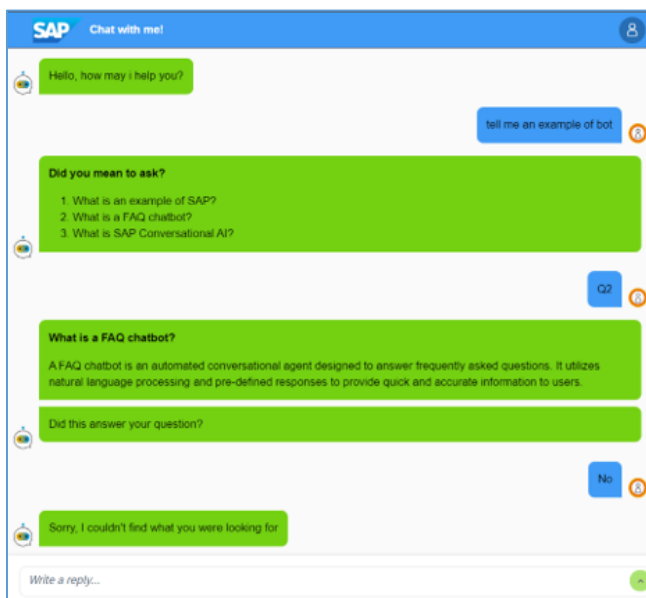 SAP Chat with me!
Hello, how may i help you?
tell me an example of bot
Did you mean to ask?
1. What is an example of SAP?
2. What is a FAQ chatbot?
3. What is SAP Conversational AI?
Q2
What is a FAQ chatbot?
A FAQ chatbot is an automated conversational agent designed to answer frequently asked questions. It utilizes
natural language processing and pre-defined responses to provide quick and accurate information to users.
Did this answer your question?
No
Sorry, I couldn't find what you were looking for
Write a reply...